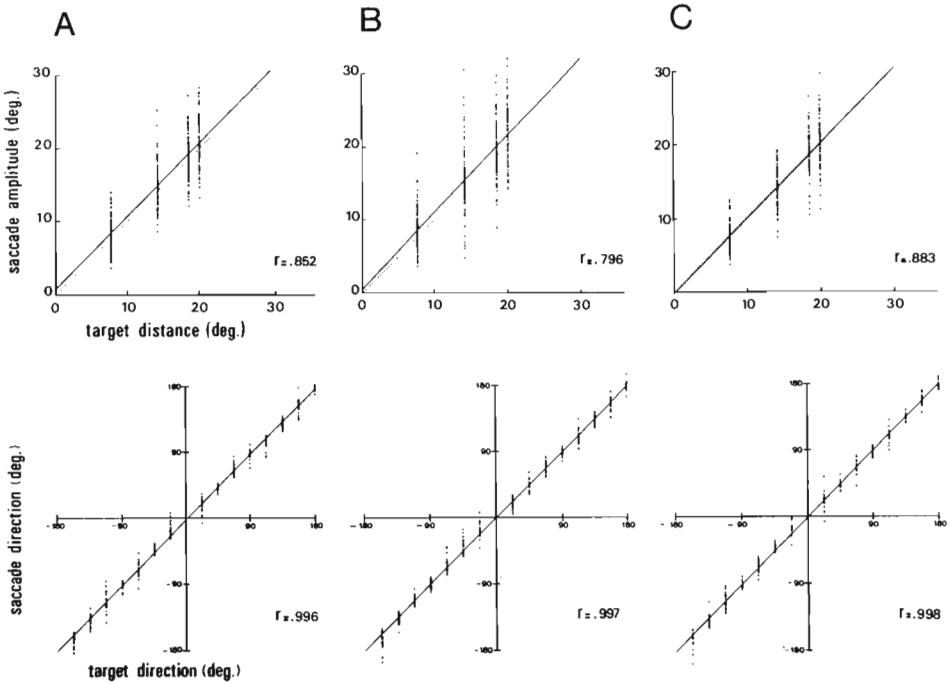 A B C
saccade amplitude (deg.)
30 30 30
20 20 20
10 10 10
0 0 0
r=.852 r=.796 r=.883
0 10 20 30 0 10 20 30 0 10 20 30
target distance (deg.)
saccade direction (deg.)
180 180 180
90 90 90
-180 -90 90 180 -180 -90 90 180 -180 -90 90 180
-90 -90 -90
r=.996 r=.997 r=.998
-180 -180 -180
target direction (deg.)